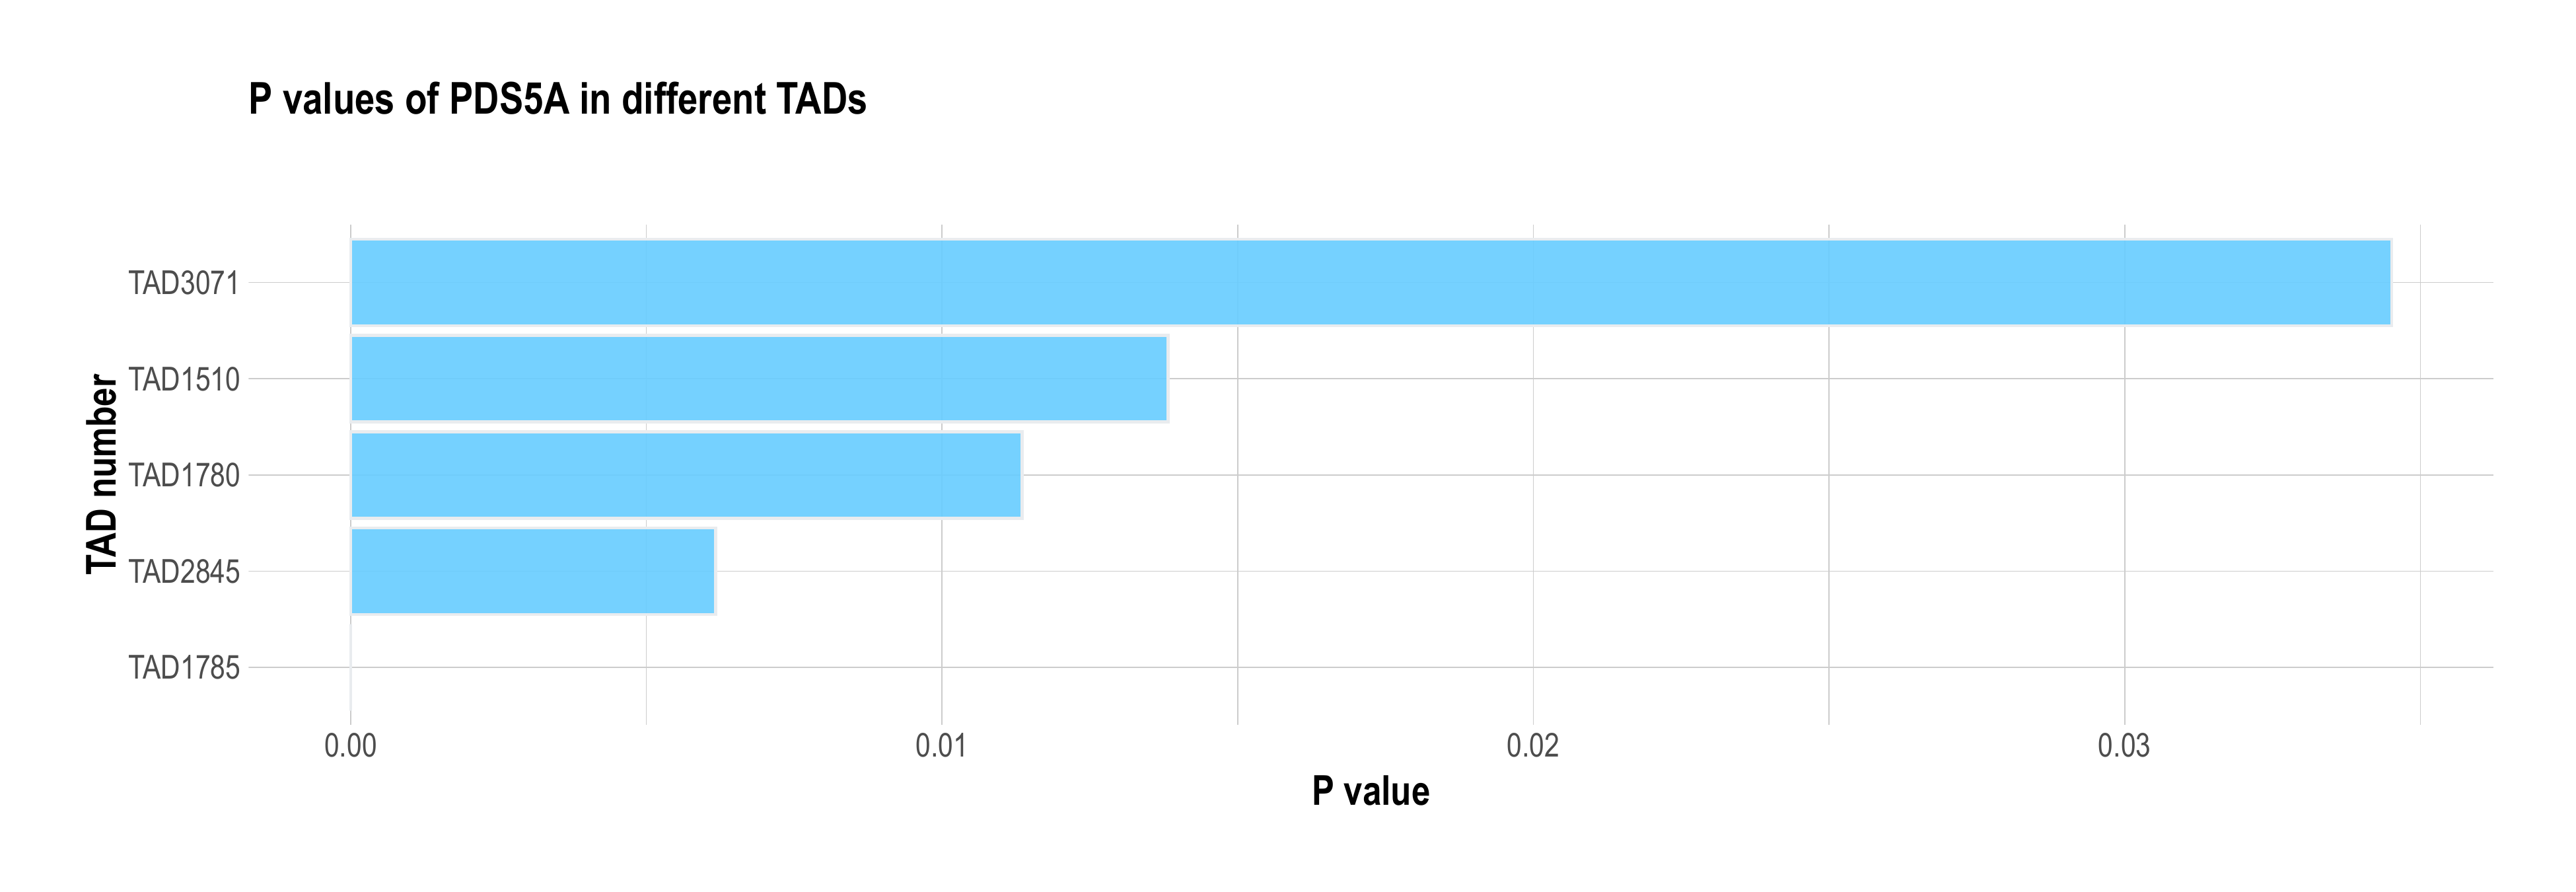 P values of PDS5A in different TADs
TAD number
TAD3071
TAD1510
TAD1780
TAD2845
TAD1785
0.00 0.01 0.02 0.03
P value